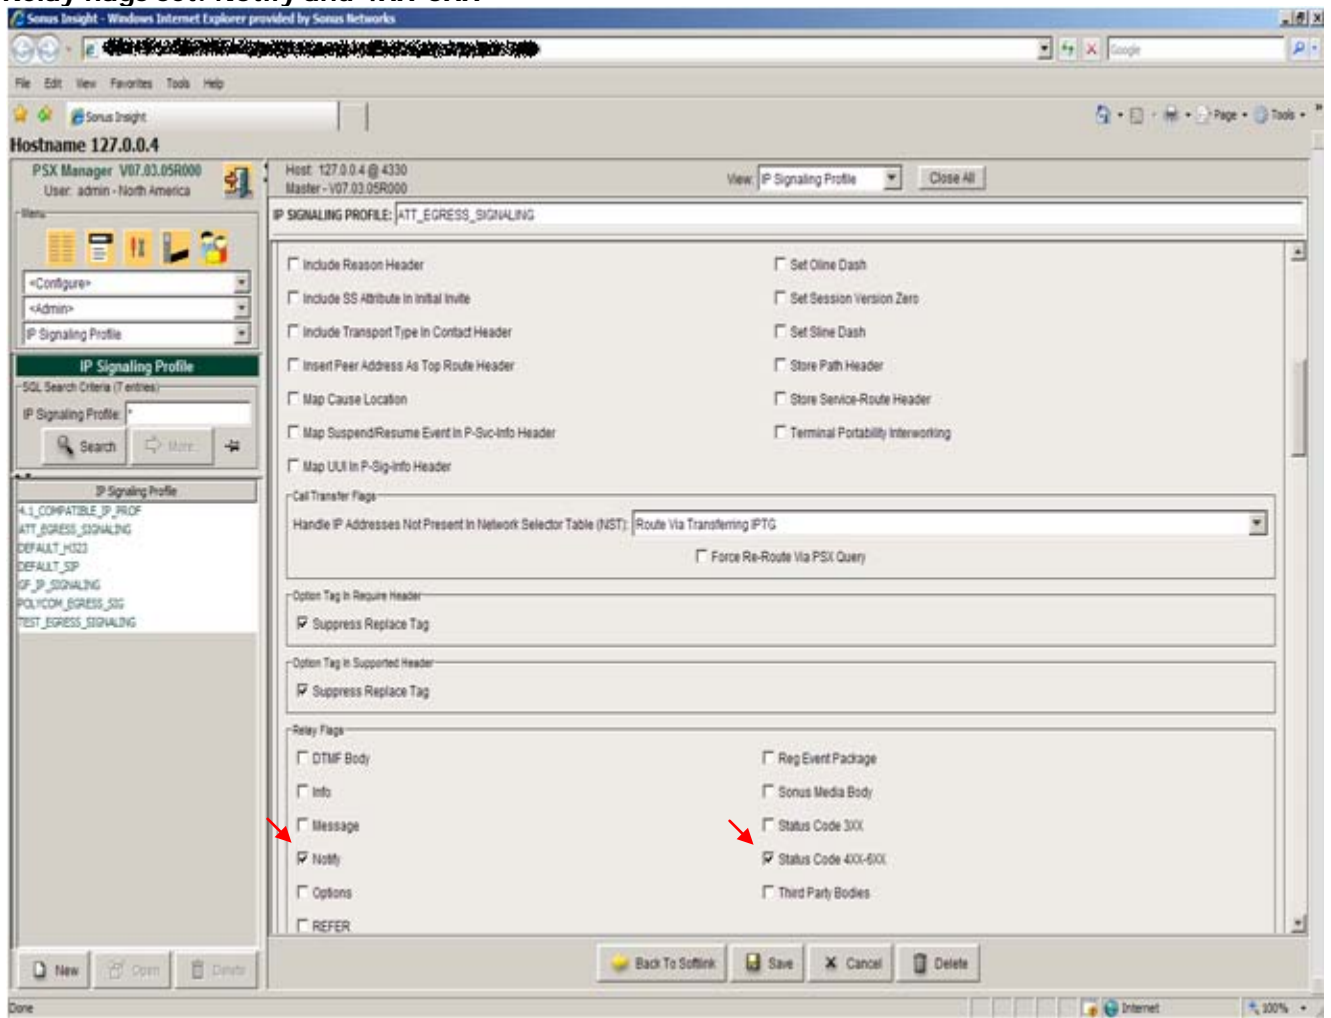 Relay flags set: Notify and 4XX-6XX
Sonus Insight - Windows Internet Explorer provided by Sonus Networks
Google
File Edit View Favorites Tools Help
Sonus Insight
Page Tools
Hostname 127.0.0.4
PSX Manager V07.03.05R000
User: admin - North America
Host: 127.0.0.4 @ 4330
Master - V07.03.05R000
View: IP Signaling Profile
Close All
Menu
IP SIGNALING PROFILE: ATT_EGRESS_SIGNALING
<Configure>
<Admin>
IP Signaling Profile
IP Signaling Profile
SQL Search Criteria (7 entries)
IP Signaling Profile: *
Search More
IP Signaling Profile
4.1_COMPATIBLE_IP_PROF
ATT_EGRESS_SIGNALING
DEFAULT_H323
DEFAULT_SIP
GF_IP_SIGNALING
POLYCOM_EGRESS_SIG
TEST_EGRESS_SIGNALING
New Open Delete
Include Reason Header
Set Oline Dash
Include SS Attribute In Initial Invite
Set Session Version Zero
Include Transport Type In Contact Header
Set Sline Dash
Insert Peer Address As Top Route Header
Store Path Header
Map Cause Location
Store Service-Route Header
Map Suspend/Resume Event In P-Svc-Info Header
Terminal Portability Interworking
Map UUI In P-Sig-Info Header
Call Transfer Flags
Handle IP Addresses Not Present In Network Selector Table (NST): Route Via Transferring IPTG
Force Re-Route Via PSX Query
Option Tag In Require Header
Suppress Replace Tag
Option Tag In Supported Header
Suppress Replace Tag
Relay Flags
DTMF Body
Reg Event Package
Info
Sonus Media Body
Message
Status Code 3XX
Notify
Status Code 4XX-6XX
Options
Third Party Bodies
REFER
Back To Softlink Save Cancel Delete
Done
Internet
100%